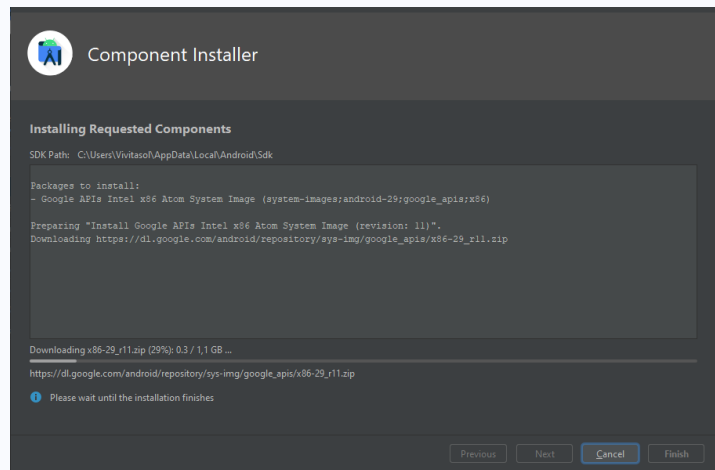 Component Installer
Installing Requested Components
SDK Path: C:\Users\Vivitasol\AppData\Local\Android\Sdk
Packages to install:
- Google APIs Intel x86 Atom System Image (system-images;android-29;google_apis;x86)
Preparing "Install Google APIs Intel x86 Atom System Image (revision: 11)".
Downloading https://dl.google.com/android/repository/sys-img/google_apis/x86-29_r11.zip
Downloading x86-29_r11.zip (29%): 0.3 / 1,1 GB ...
https://dl.google.com/android/repository/sys-img/google_apis/x86-29_r11.zip
Please wait until the installation finishes
Previous Next Cancel Finish